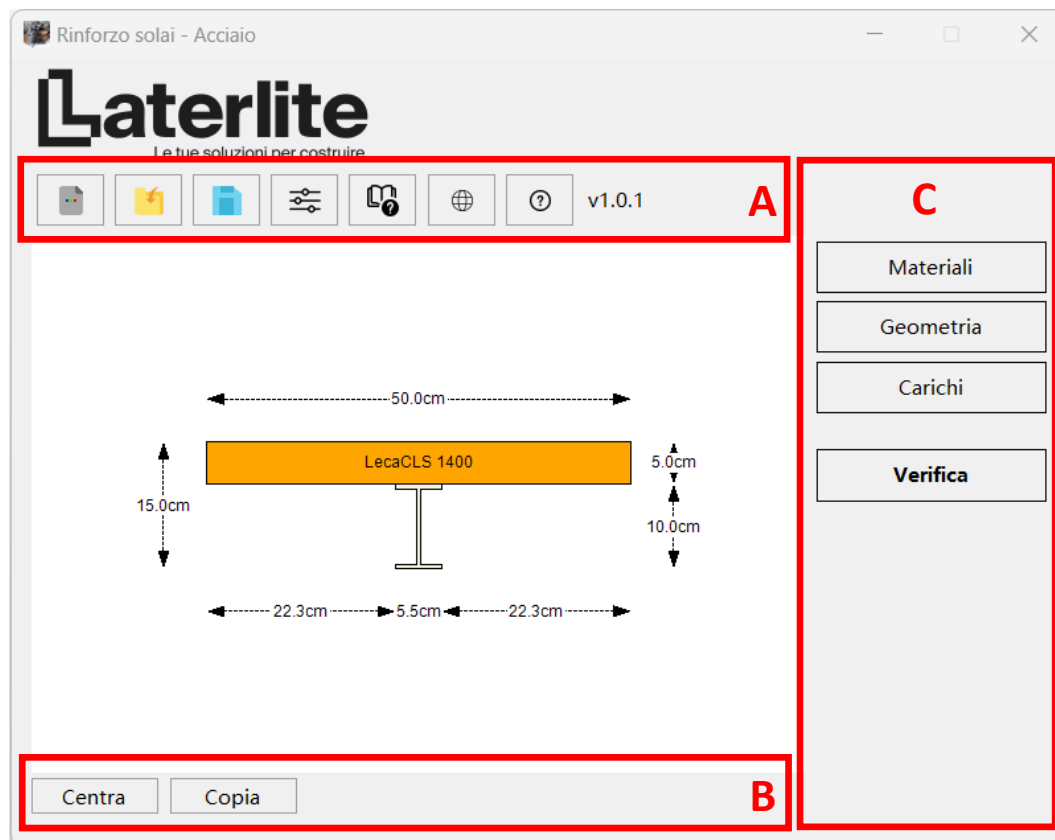 Rinforzo solai - Acciaio
Laterlite
Le tue soluzioni per costruire
v1.0.1
A
C
Materiali
Geometria
Carichi
Verifica
50.0cm
LecaCLS 1400
5.0cm
15.0cm
10.0cm
22.3cm 5.5cm 22.3cm
Centra Copia
B